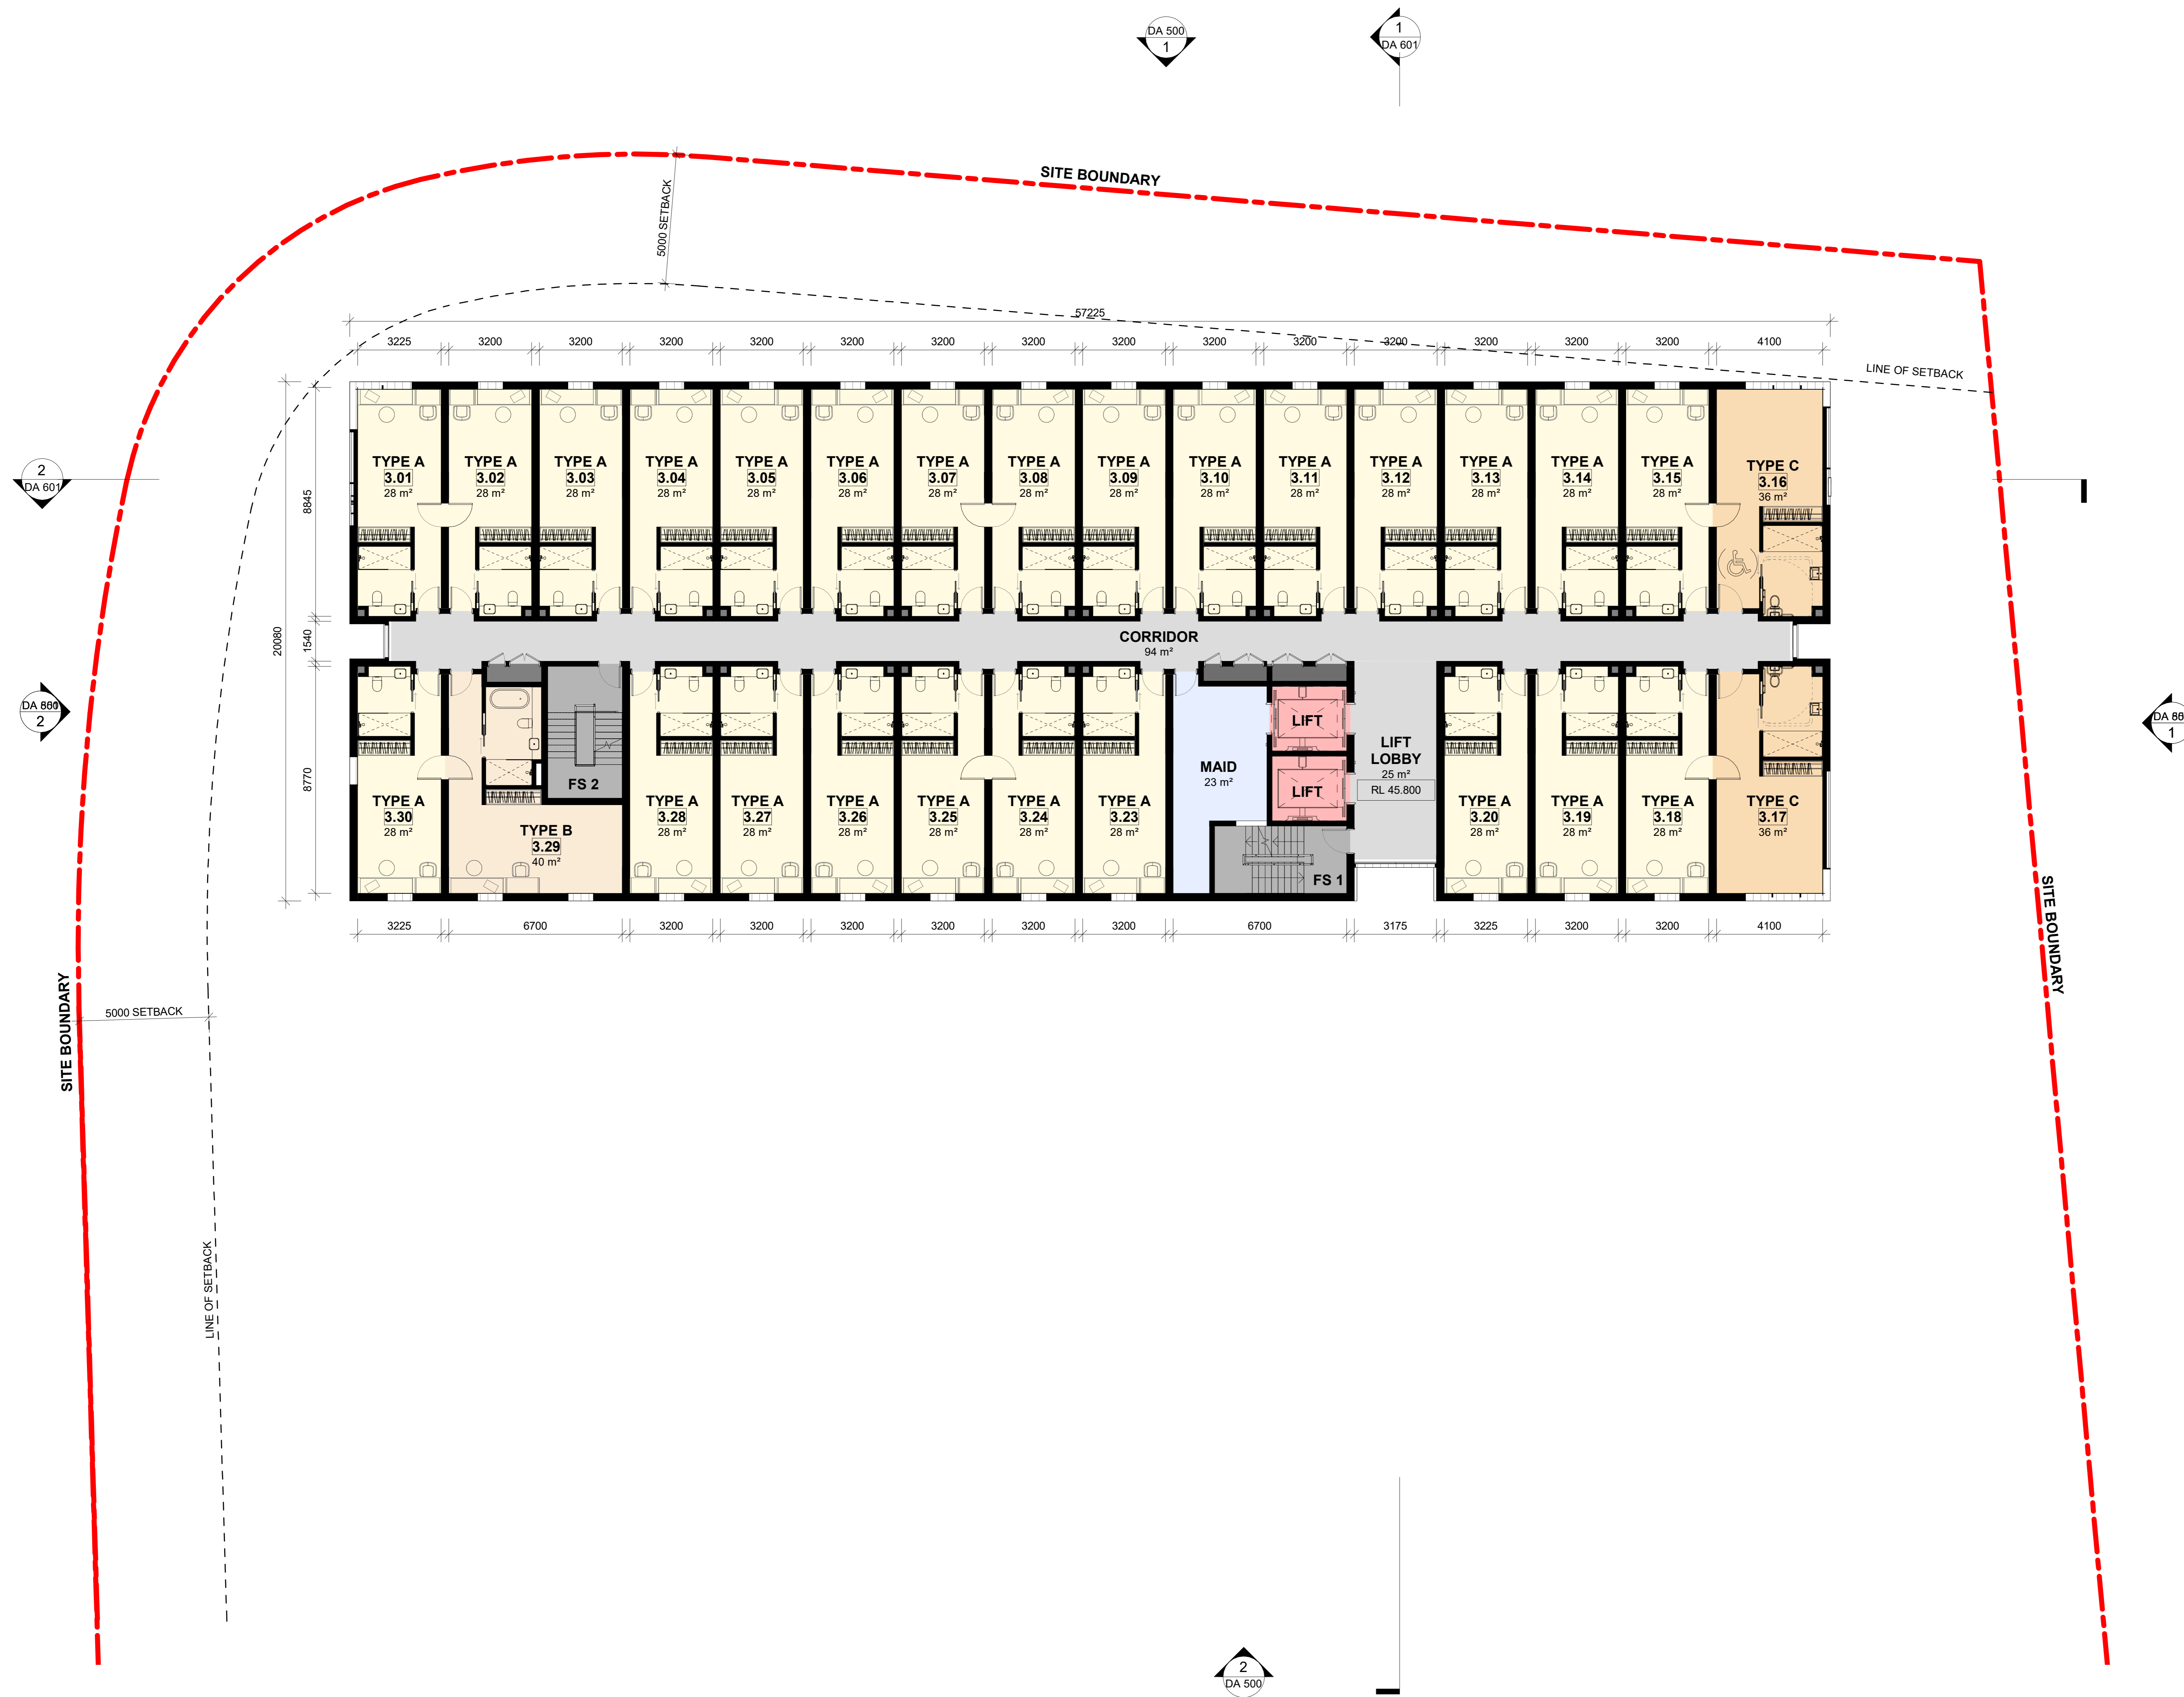 DA 500
1
1
DA 601
SITE BOUNDARY
5000 SETBACK
57225
3225 3200 3200 3200 3200 3200 3200 3200 3200 3200 3200 3200 3200 3200 3200 4100
LINE OF SETBACK
2
DA 601
8845
TYPE A
3.01
28 m²
TYPE A
3.02
28 m²
TYPE A
3.03
28 m²
TYPE A
3.04
28 m²
TYPE A
3.05
28 m²
TYPE A
3.06
28 m²
TYPE A
3.07
28 m²
TYPE A
3.08
28 m²
TYPE A
3.09
28 m²
TYPE A
3.10
28 m²
TYPE A
3.11
28 m²
TYPE A
3.12
28 m²
TYPE A
3.13
28 m²
TYPE A
3.14
28 m²
TYPE A
3.15
28 m²
TYPE C
3.16
36 m²
20080
1540
CORRIDOR
94 m²
2
1
8770
TYPE A
3.30
28 m²
TYPE B
3.29
40 m²
FS 2
TYPE A
3.28
28 m²
TYPE A
3.27
28 m²
TYPE A
3.26
28 m²
TYPE A
3.25
28 m²
TYPE A
3.24
28 m²
TYPE A
3.23
28 m²
MAID
23 m²
LIFT
LIFT
FS 1
LIFT
LOBBY
25 m²
RL 45.800
TYPE A
3.20
28 m²
TYPE A
3.19
28 m²
TYPE A
3.18
28 m²
TYPE C
3.17
36 m²
3225 6700 3200 3200 3200 3200 3200 3200 6700 3175 3225 3200 3200 4100
SITE BOUNDARY
SITE BOUNDARY
5000 SETBACK
LINE OF SETBACK
2
DA 500